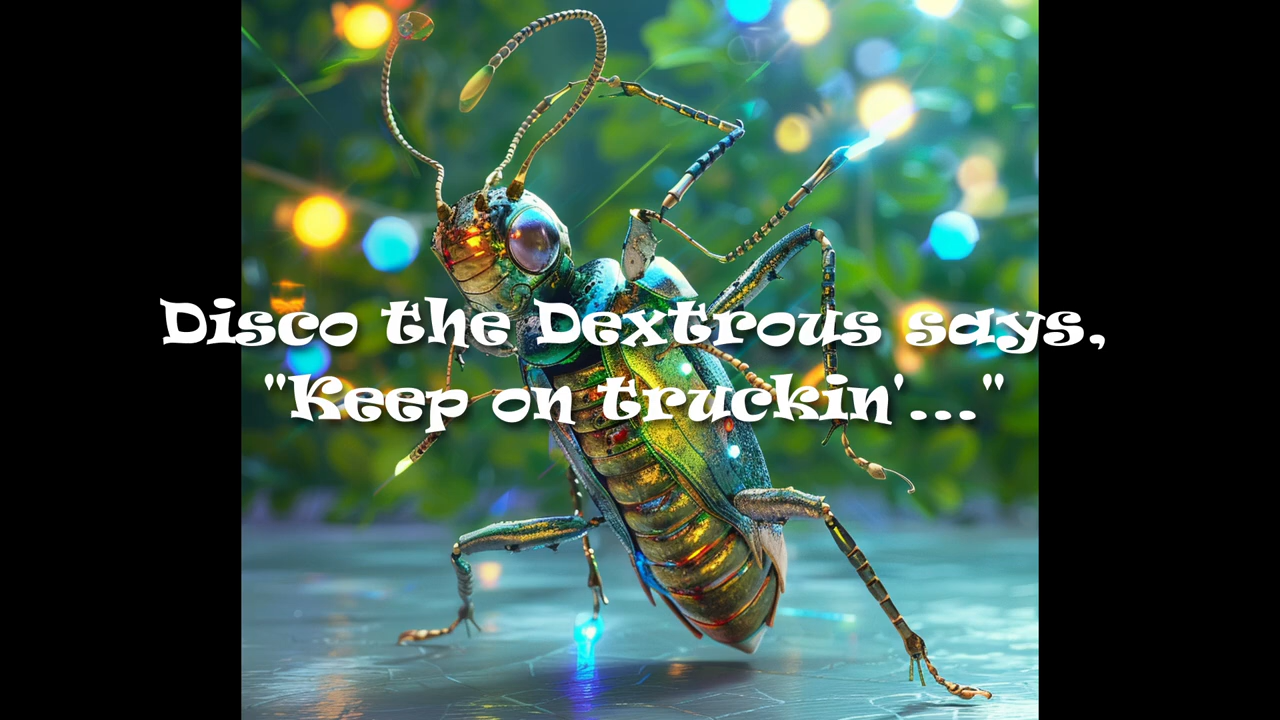 Disco the Dextrous says,
"Keep on truckin'..."